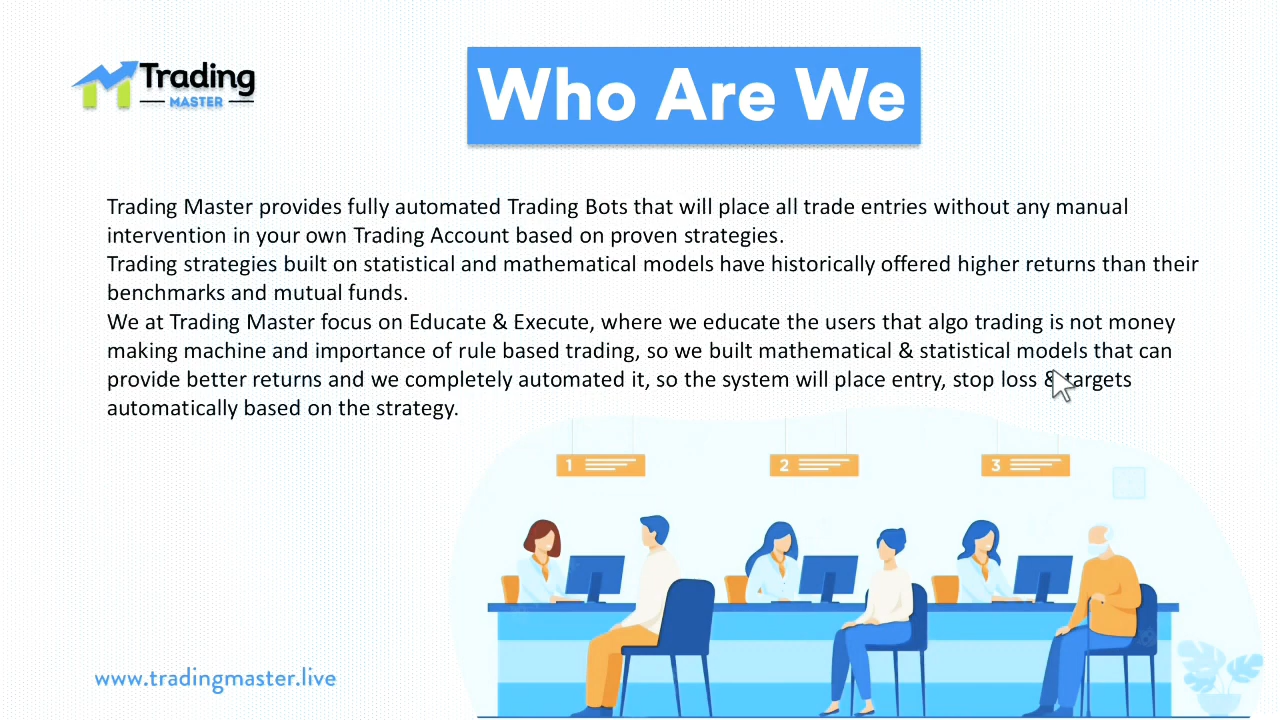 Trading
MASTER
Who Are We
Trading Master provides fully automated Trading Bots that will place all trade entries without any manual
intervention in your own Trading Account based on proven strategies.
Trading strategies built on statistical and mathematical models have historically offered higher returns than their
benchmarks and mutual funds.
We at Trading Master focus on Educate & Execute, where we educate the users that algo trading is not money
making machine and importance of rule based trading, so we built mathematical & statistical models that can
provide better returns and we completely automated it, so the system will place entry, stop loss & targets
automatically based on the strategy.
1
2
3
www.tradingmaster.live